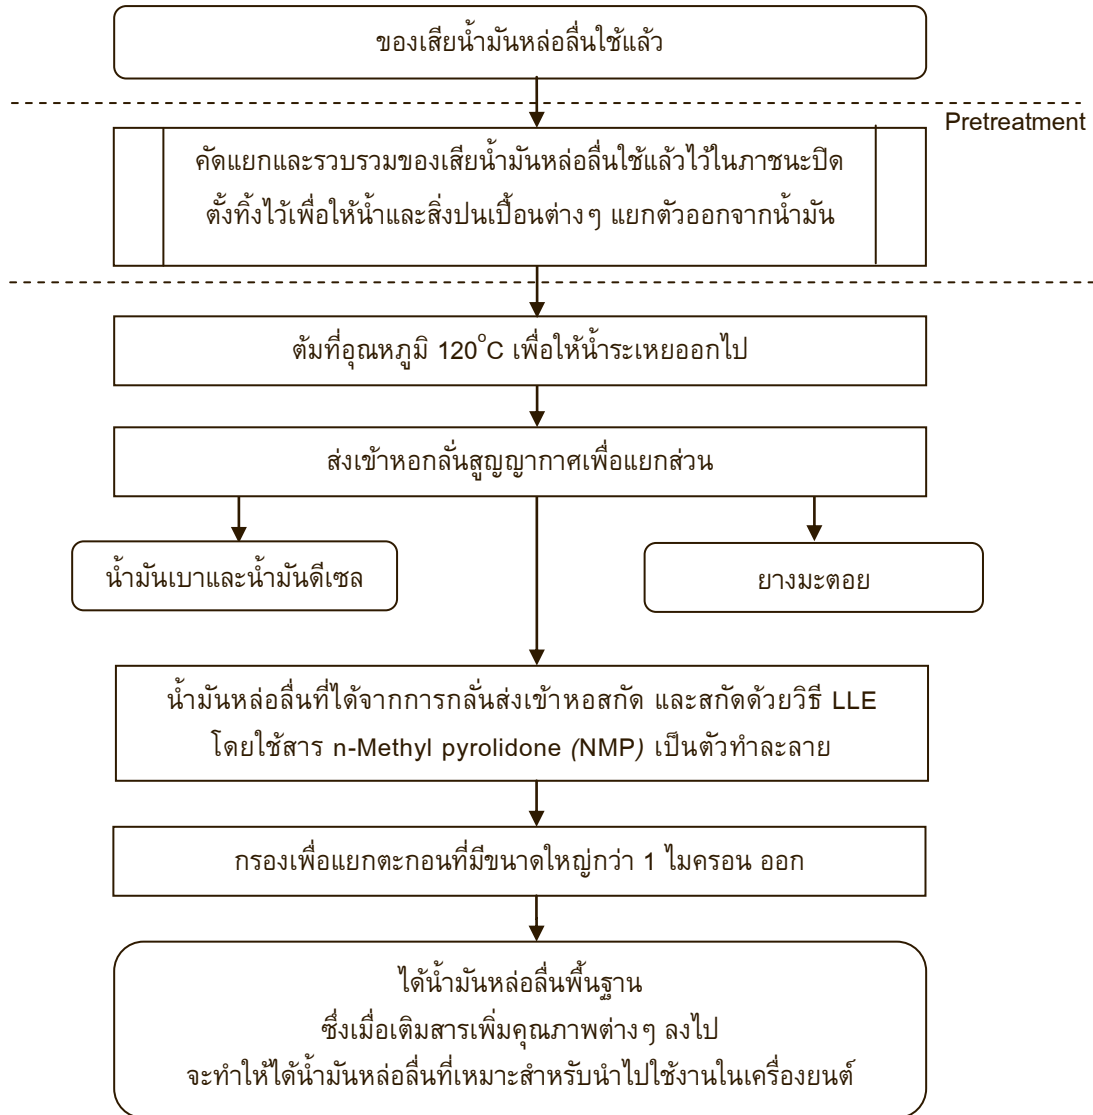 ของเสียน้ำมันหล่อลื่นใช้แล้ว
Pretreatment
คัดแยกและรวบรวมของเสียน้ำมันหล่อลื่นใช้แล้วไว้ในภาชนะปิด
ตั้งทิ้งไว้เพื่อให้น้ำและสิ่งปนเปื้อนต่างๆ แยกตัวออกจากน้ำมัน
ต้มที่อุณหภูมิ 120°C เพื่อให้น้ำระเหยออกไป
ส่งเข้าหอกลั่นสูญญากาศเพื่อแยกส่วน
น้ำมันเบาและน้ำมันดีเซล
ยางมะตอย
น้ำมันหล่อลื่นที่ได้จากการกลั่นส่งเข้าหอสกัด และสกัดด้วยวิธี LLE
โดยใช้สาร n-Methyl pyrolidone (NMP) เป็นตัวทำละลาย
กรองเพื่อแยกตะกอนที่มีขนาดใหญ่กว่า 1 ไมครอน ออก
ได้น้ำมันหล่อลื่นพื้นฐาน
ซึ่งเมื่อเติมสารเพิ่มคุณภาพต่างๆ ลงไป
จะทำให้ได้น้ำมันหล่อลื่นที่เหมาะสำหรับนำไปใช้งานในเครื่องยนต์